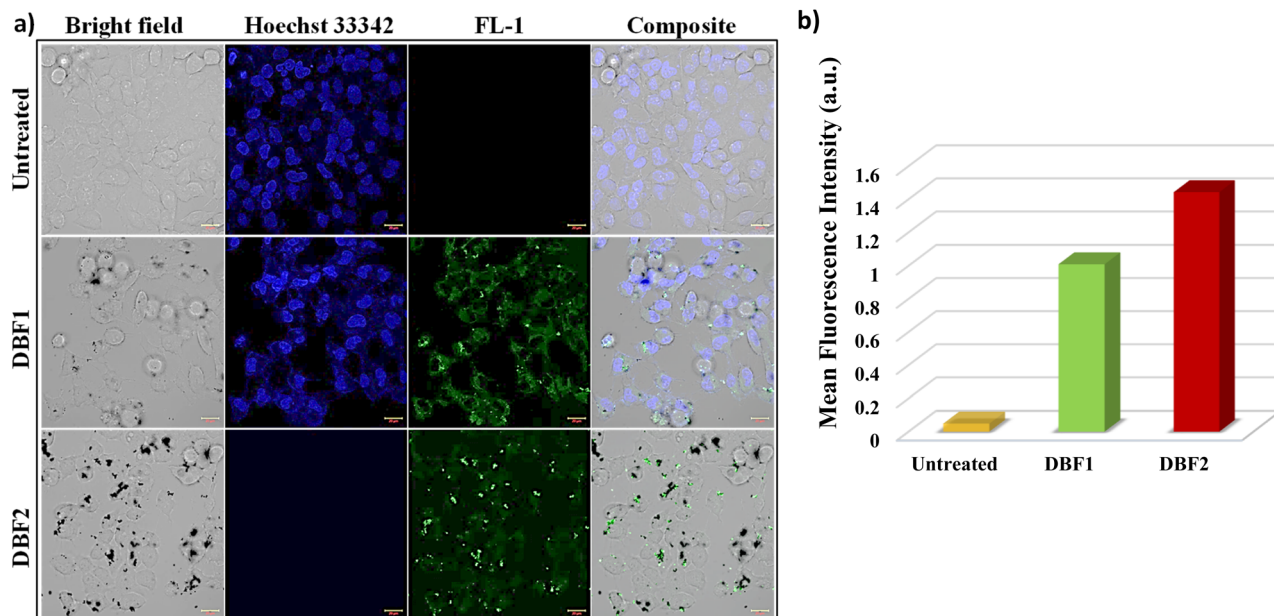 a)
Bright field Hoechst 33342 FL-1 Composite
Untreated
DBF1
DBF2
b)
Mean Fluorescence Intensity (a.u.)
1.6
1.4
1.2
1
0.8
0.6
0.4
0.2
0
Untreated DBF1 DBF2